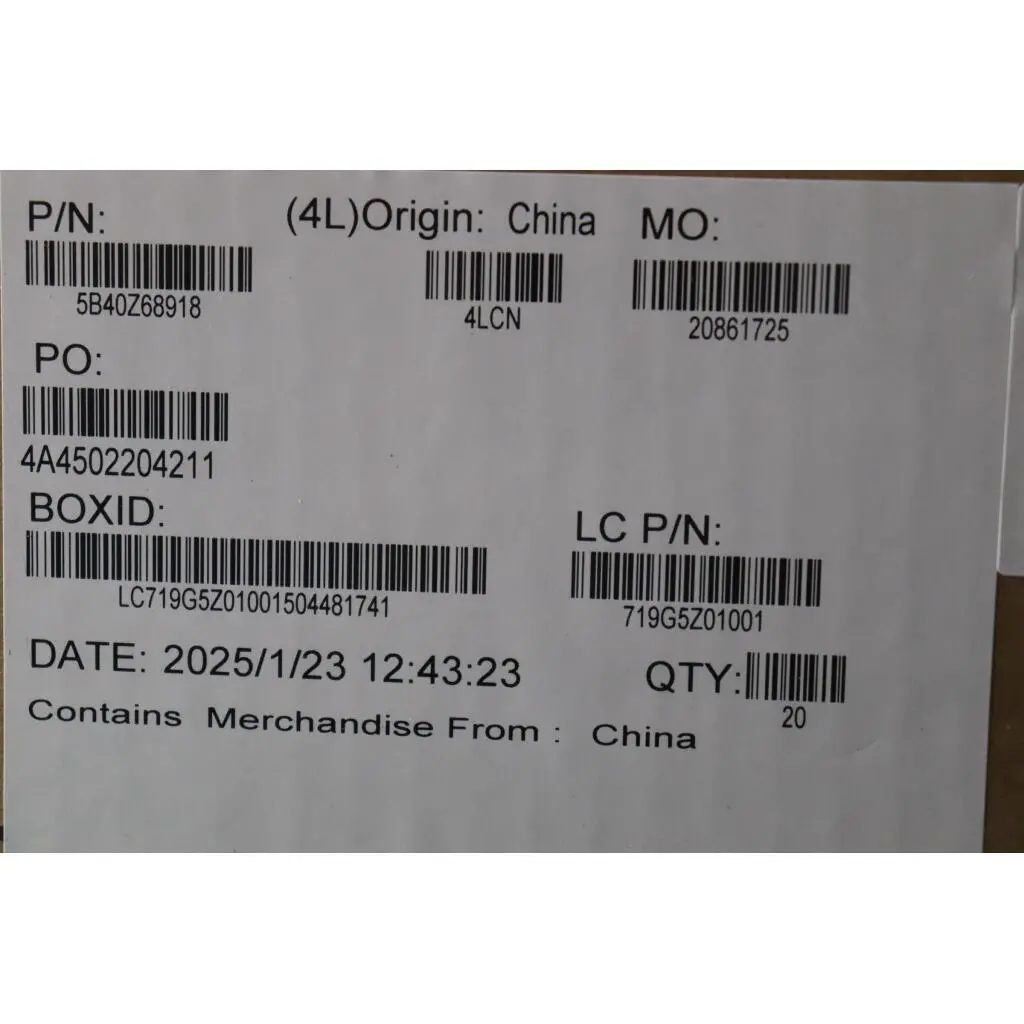 P/N: (4L)Origin: China MO:
5B40Z68918 4LCN 20861725
PO:
4A4502204211
BOXID: LC P/N:
LC719G5Z01001504481741 719G5Z01001
DATE: 2025/1/23 12:43:23 QTY:
20
Contains Merchandise From : China